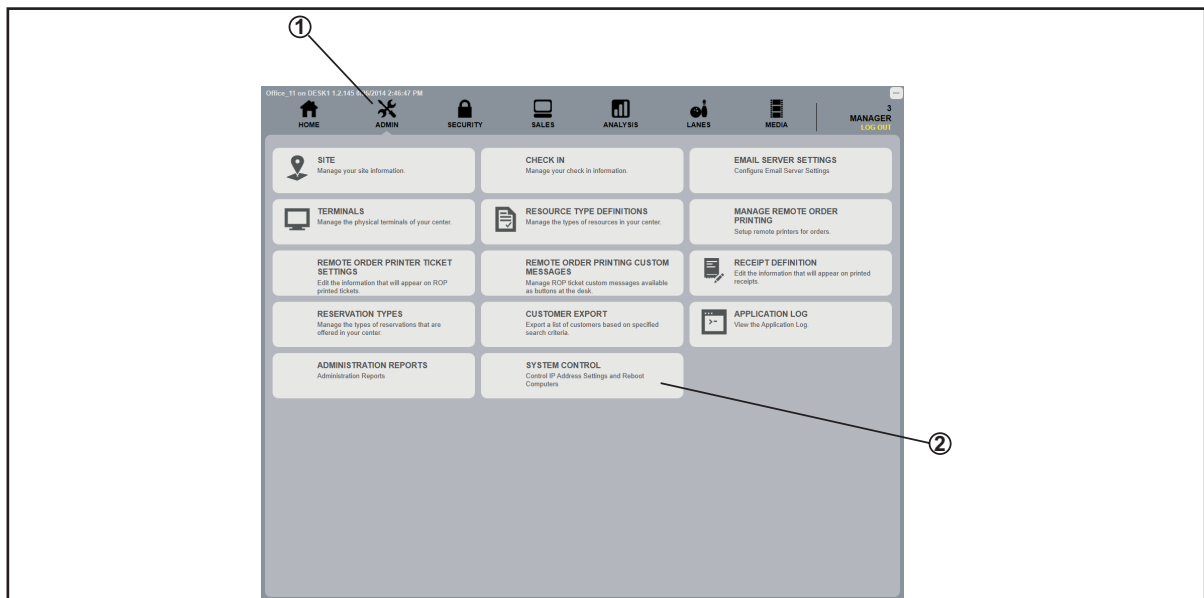 ①
Office_11 on DESK1 1.2.145 8/26/2014 2:46:47 PM
HOME ADMIN SECURITY SALES ANALYSIS LANES MEDIA
3
MANAGER
LOG OUT
SITE
Manage your site information.
CHECK IN
Manage your check in information.
EMAIL SERVER SETTINGS
Configure Email Server Settings
TERMINALS
Manage the physical terminals of your center.
RESOURCE TYPE DEFINITIONS
Manage the types of resources in your center.
MANAGE REMOTE ORDER
PRINTING
Setup remote printers for orders.
REMOTE ORDER PRINTER TICKET
SETTINGS
Edit the information that will appear on ROP
printed tickets.
REMOTE ORDER PRINTING CUSTOM
MESSAGES
Manage ROP ticket custom messages available
as buttons at the desk.
RECEIPT DEFINITION
Edit the information that will appear on printed
receipts.
RESERVATION TYPES
Manage the types of reservations that are
offered in your center.
CUSTOMER EXPORT
Export a list of customers based on specified
search criteria.
APPLICATION LOG
View the Application Log.
ADMINISTRATION REPORTS
Administration Reports
SYSTEM CONTROL
Control IP Address Settings and Reboot
Computers
②